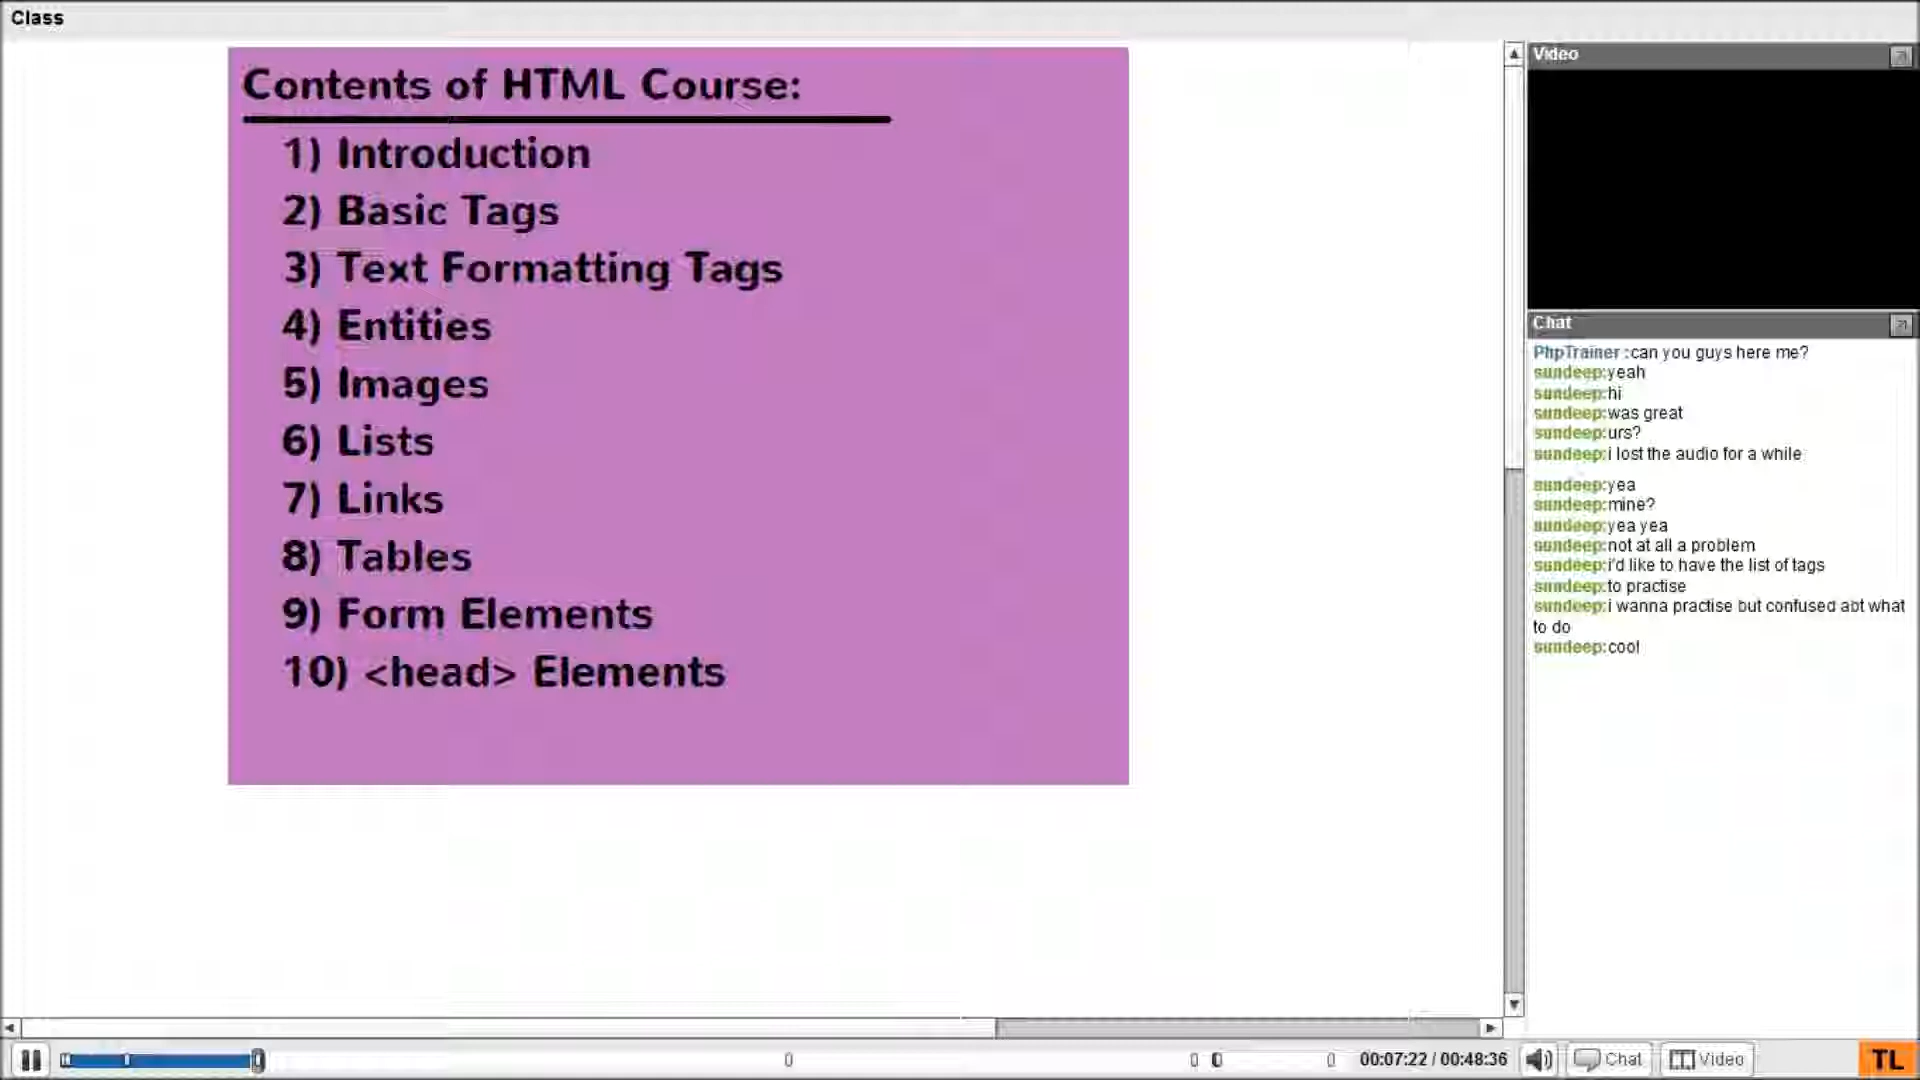 Class
Contents of HTML Course:
1) Introduction
2) Basic Tags
3) Text Formatting Tags
4) Entities
5) Images
6) Lists
7) Links
8) Tables
9) Form Elements
10) <head> Elements
Video
Chat
PhpTrainer :can you guys here me?
sundeep:yeah
sundeep:hi
sundeep:was great
sundeep:urs?
sundeep:i lost the audio for a while
sundeep:yea
sundeep:mine?
sundeep:yea yea
sundeep:not at all a problem
sundeep:i'd like to have the list of tags
sundeep:to practise
sundeep:i wanna practise but confused abt what
to do
sundeep:cool
00:07:22 / 00:48:36
Chat
Video
TL